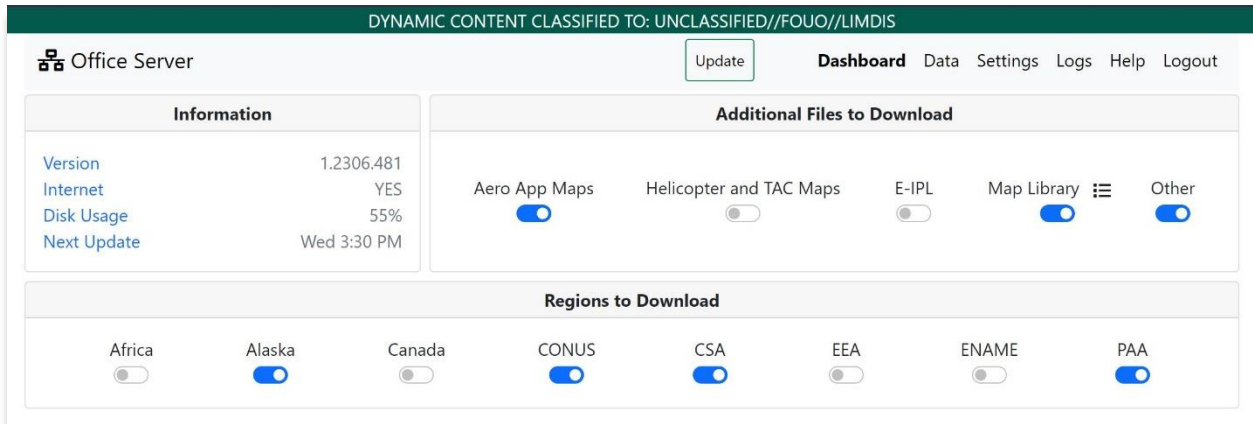 DYNAMIC CONTENT CLASSIFIED TO: UNCLASSIFIED//FOUO//LIMDIS
Office Server Update Dashboard Data Settings Logs Help Logout
Information
Version 1.2306.481
Internet YES
Disk Usage 55%
Next Update Wed 3:30 PM
Additional Files to Download
Aero App Maps Helicopter and TAC Maps E-IPL Map Library Other
Regions to Download
Africa Alaska Canada CONUS CSA EEA ENAME PAA